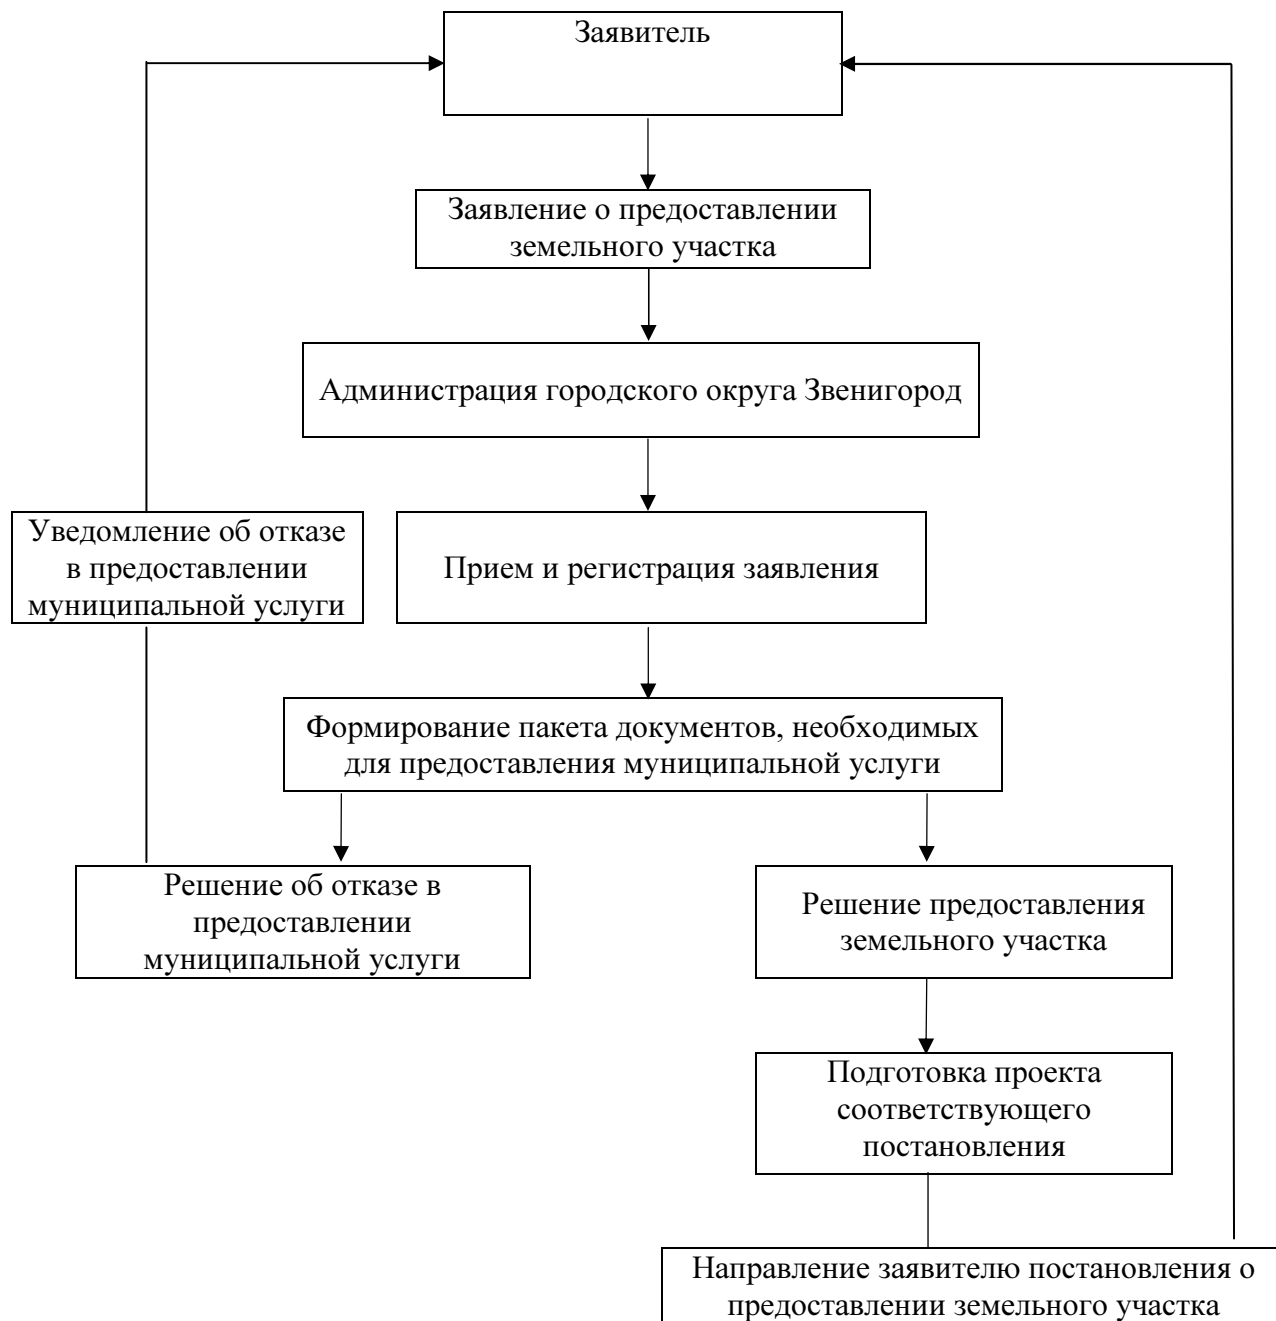 Заявитель
Заявление о предоставлении
земельного участка
Администрация городского округа Звенигород
Уведомление об отказе
в предоставлении
муниципальной услуги
Прием и регистрация заявления
Формирование пакета документов, необходимых
для предоставления муниципальной услуги
Решение об отказе в
предоставлении
муниципальной услуги
Решение предоставления
земельного участка
Подготовка проекта
соответствующего
постановления
Направление заявителю постановления о
предоставлении земельного участка